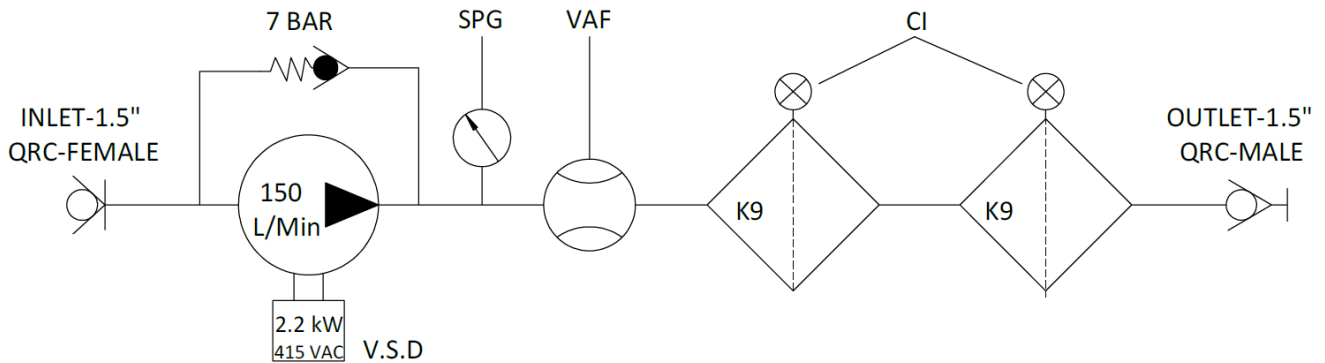 7 BAR
SPG
VAF
CI
INLET-1.5"
QRC-FEMALE
OUTLET-1.5"
QRC-MALE
150
L/Min
K9
K9
2.2 kW
415 VAC
V.S.D